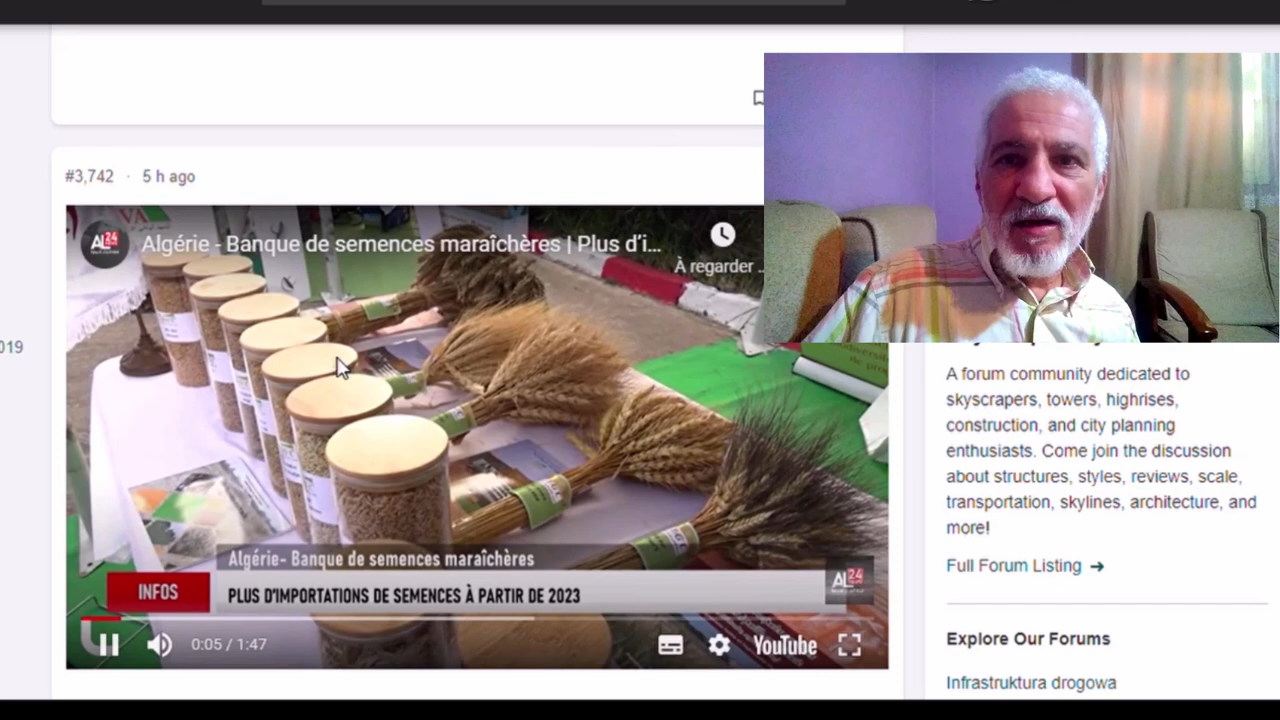 #3,742 · 5 h ago
VA
AL24
Algérie - Banque de semences maraîchères | Plus d'i...
À regarder ...
019
Algérie- Banque de semences maraîchères
INFOS
PLUS D'IMPORTATIONS DE SEMENCES À PARTIR DE 2023
AL24
0:05 / 1:47
YouTube
A forum community dedicated to
skyscrapers, towers, highrises,
construction, and city planning
enthusiasts. Come join the discussion
about structures, styles, reviews, scale,
transportation, skylines, architecture, and
more!
Full Forum Listing →
Explore Our Forums
Infrastruktura drogowa